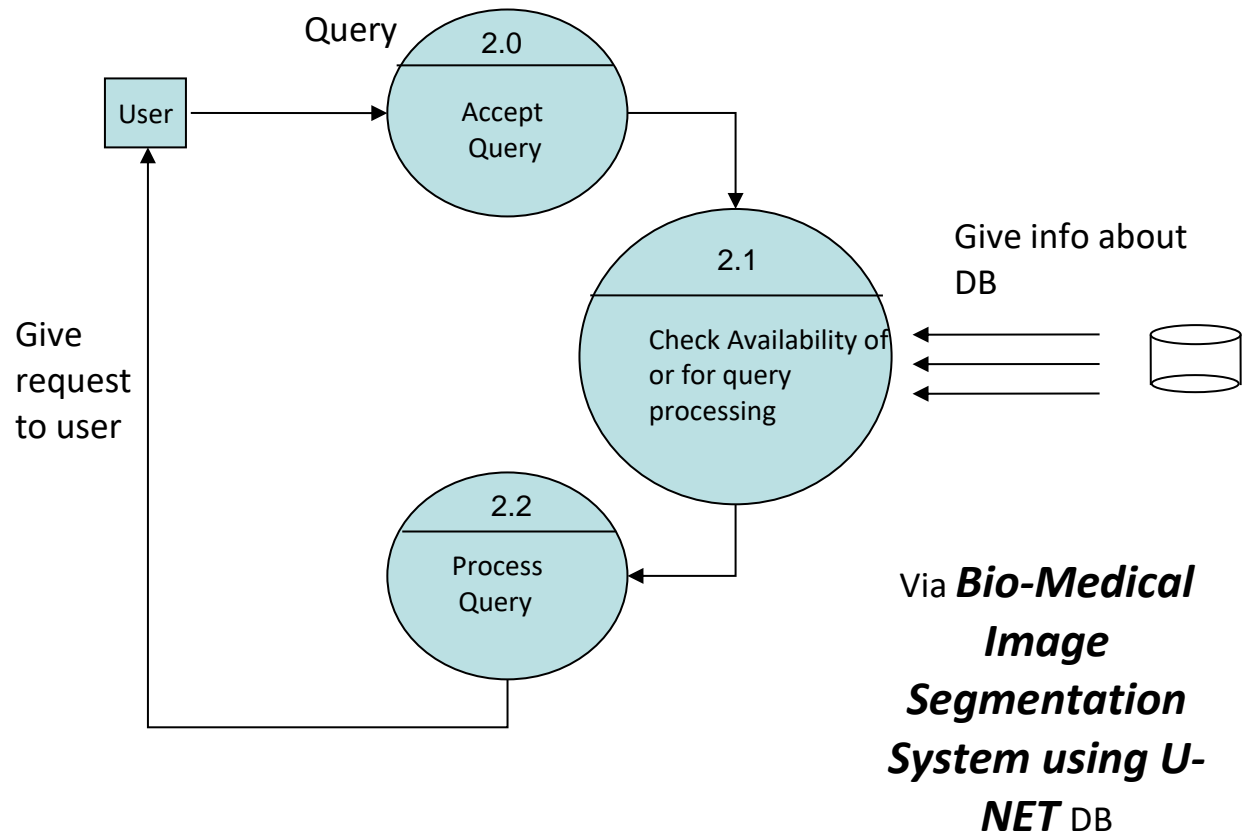 Query
2.0
User
Accept
Query
2.1
Give info about
DB
Check Availability of
or for query
processing
Give
request
to user
2.2
Process
Query
Via Bio-Medical
Image
Segmentation
System using U-
NET DB